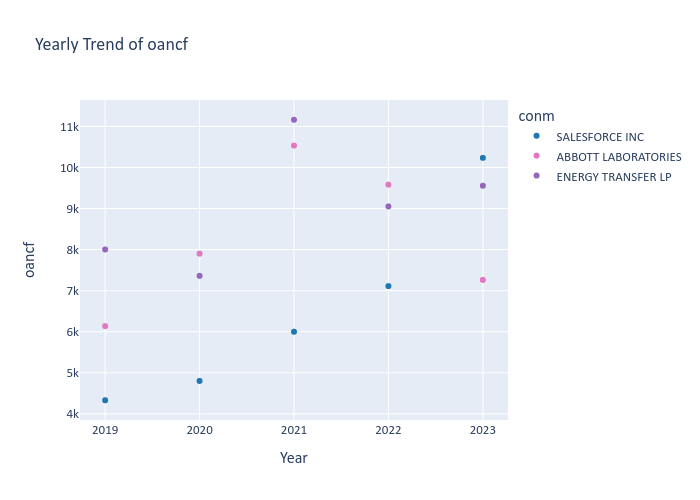 Yearly Trend of oancf
conm
SALESFORCE INC
ABBOTT LABORATORIES
ENERGY TRANSFER LP
11k
10k
9k
8k
7k
6k
5k
4k
oancf
2019 2020 2021 2022 2023
Year